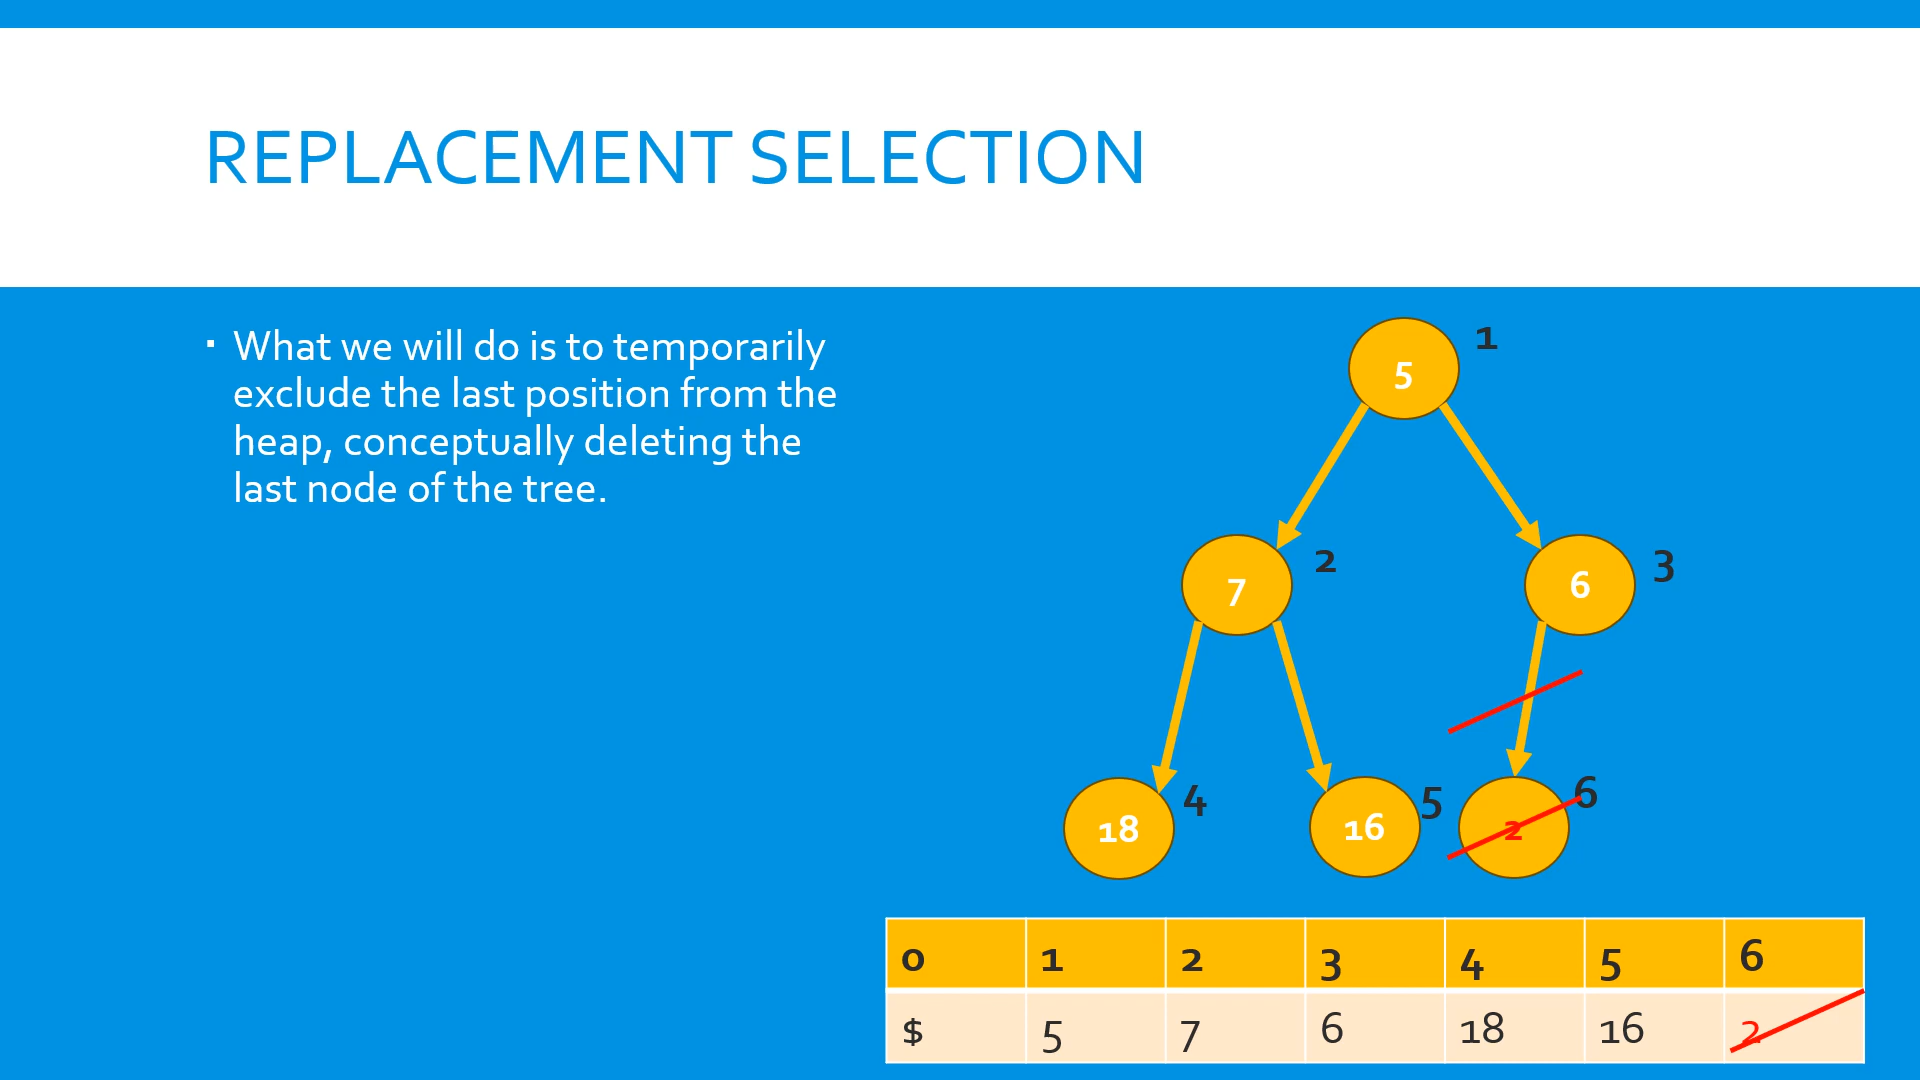 REPLACEMENT SELECTION
▪ What we will do is to temporarily
exclude the last position from the
heap, conceptually deleting the
last node of the tree.
5 1
7 2 6 3
18 4 16 5 2 6
0 1 2 3 4 5 6
$ 5 7 6 18 16 2